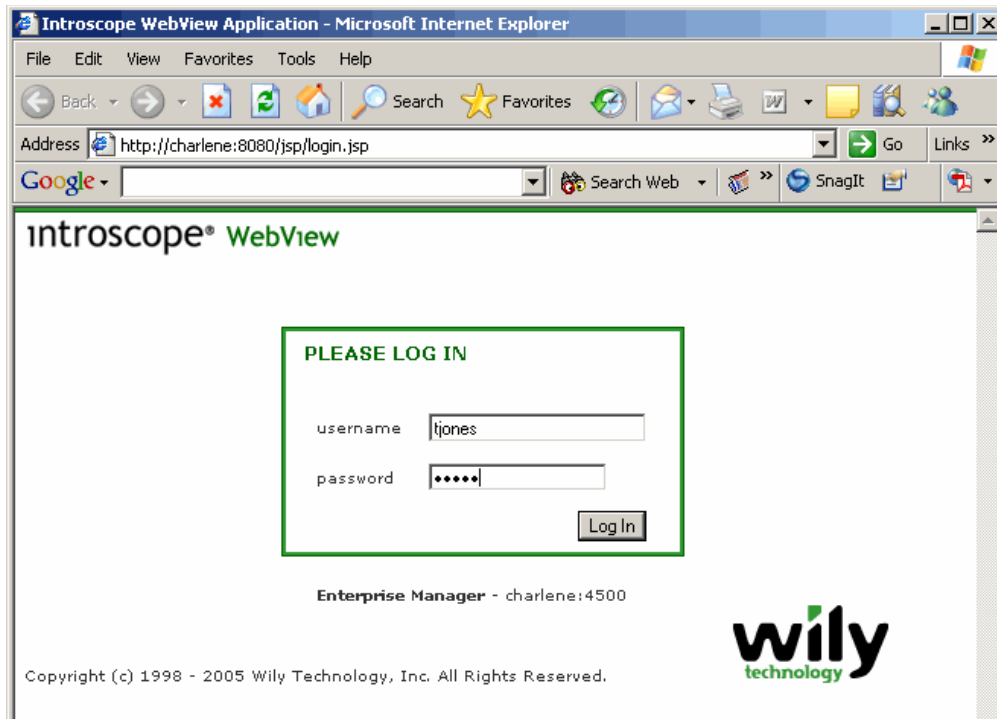 Introscope WebView Application - Microsoft Internet Explorer
File Edit View Favorites Tools Help
Back Search Favorites W
Address http://charlene:8080/jsp/login.jsp Go Links »
Google Search Web » SnagIt
ıntroscope® WebVıew
PLEASE LOG IN
username tjones
password •••••
Log In
Enterprise Manager - charlene:4500
wily
technology
Copyright (c) 1998 - 2005 Wily Technology, Inc. All Rights Reserved.